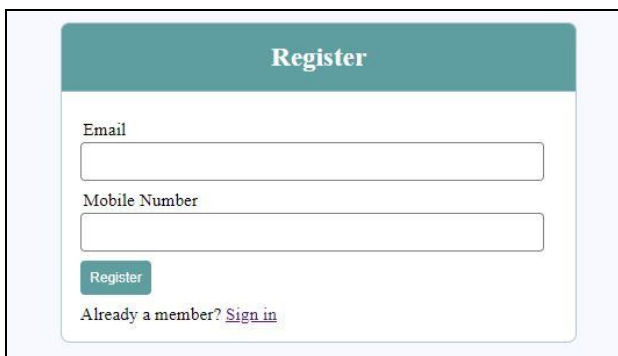 Register
Email
Mobile Number
Register
Already a member? Sign in